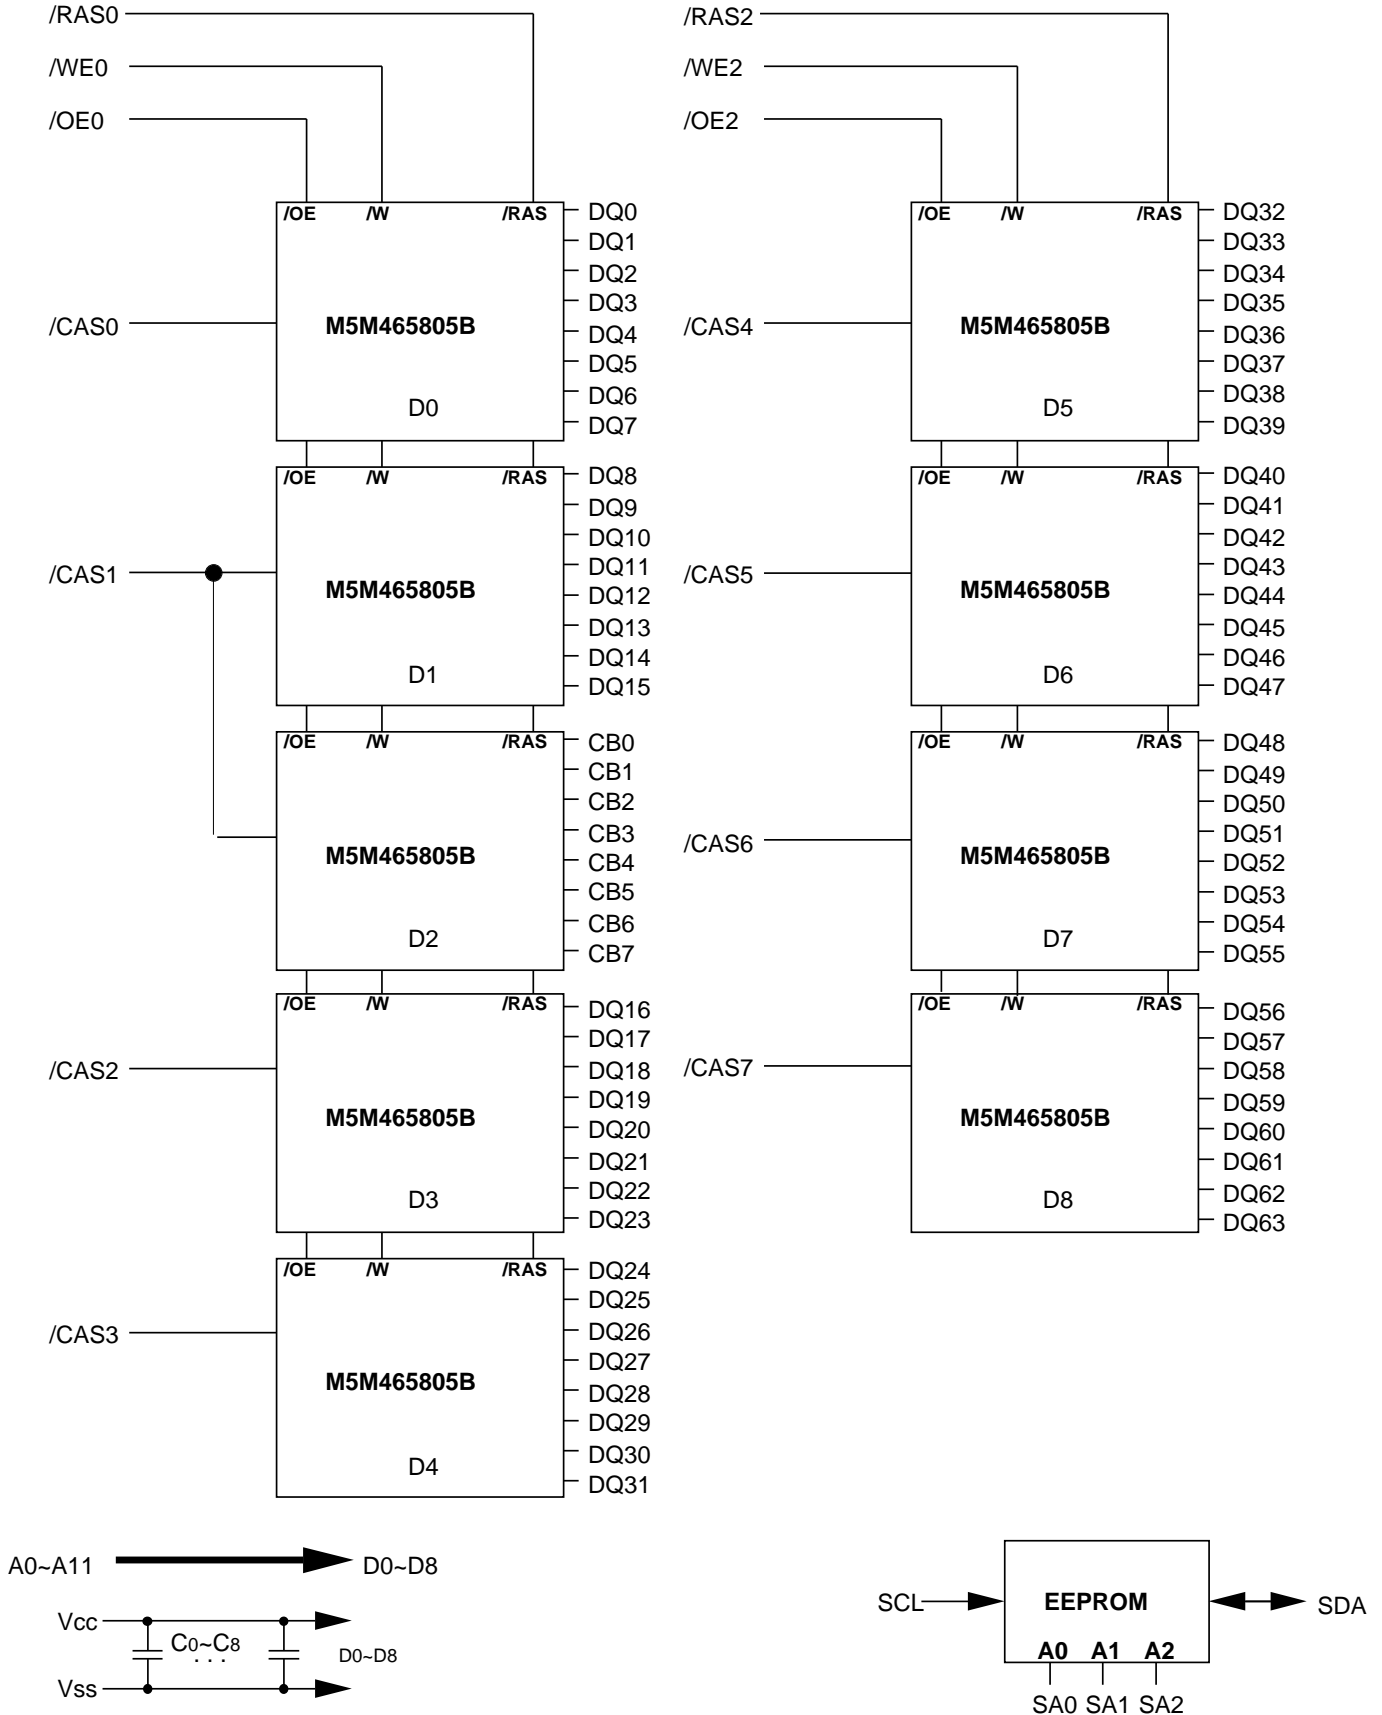 /RAS0
/WE0
/OE0
/OE /W /RAS
/CAS0
M5M465805B
D0
DQ0
DQ1
DQ2
DQ3
DQ4
DQ5
DQ6
DQ7
/OE /W /RAS
/CAS1
M5M465805B
D1
DQ8
DQ9
DQ10
DQ11
DQ12
DQ13
DQ14
DQ15
/OE /W /RAS
M5M465805B
D2
CB0
CB1
CB2
CB3
CB4
CB5
CB6
CB7
/OE /W /RAS
/CAS2
M5M465805B
D3
DQ16
DQ17
DQ18
DQ19
DQ20
DQ21
DQ22
DQ23
/OE /W /RAS
/CAS3
M5M465805B
D4
DQ24
DQ25
DQ26
DQ27
DQ28
DQ29
DQ30
DQ31
/RAS2
/WE2
/OE2
/OE /W /RAS
/CAS4
M5M465805B
D5
DQ32
DQ33
DQ34
DQ35
DQ36
DQ37
DQ38
DQ39
/OE /W /RAS
/CAS5
M5M465805B
D6
DQ40
DQ41
DQ42
DQ43
DQ44
DQ45
DQ46
DQ47
/OE /W /RAS
/CAS6
M5M465805B
D7
DQ48
DQ49
DQ50
DQ51
DQ52
DQ53
DQ54
DQ55
/OE /W /RAS
/CAS7
M5M465805B
D8
DQ56
DQ57
DQ58
DQ59
DQ60
DQ61
DQ62
DQ63
A0~A11 D0~D8
Vcc
C0~C8
. . .
D0~D8
Vss
SCL EEPROM SDA
A0 A1 A2
SA0 SA1 SA2